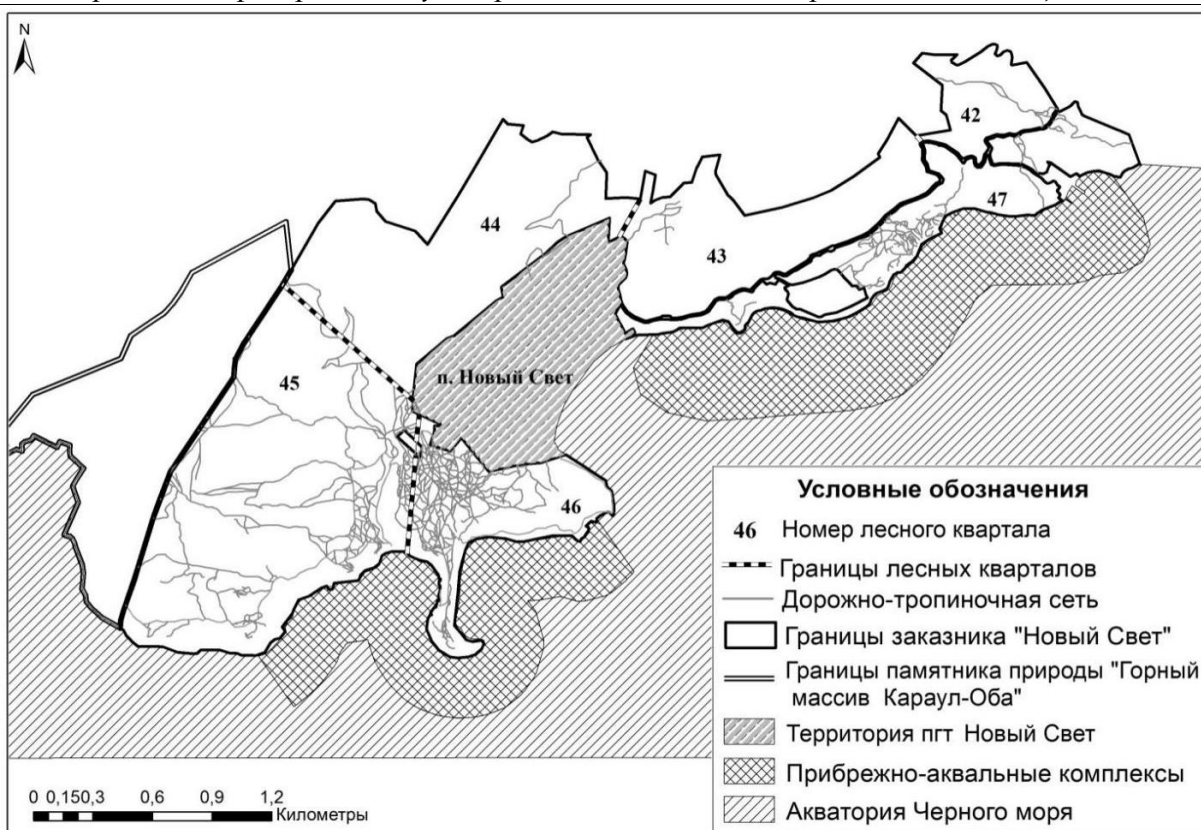 N
42
47
44
43
45
п. Новый Свет
46
Условные обозначения
46 Номер лесного квартала
Границы лесных кварталов
Дорожно-тропиночная сеть
Границы заказника "Новый Свет"
Границы памятника природы "Горный
массив Караул-Оба"
Территория пгт Новый Свет
Прибрежно-аквальные комплексы
Акватория Черного моря
0 0,150,3 0,6 0,9 1,2
Километры